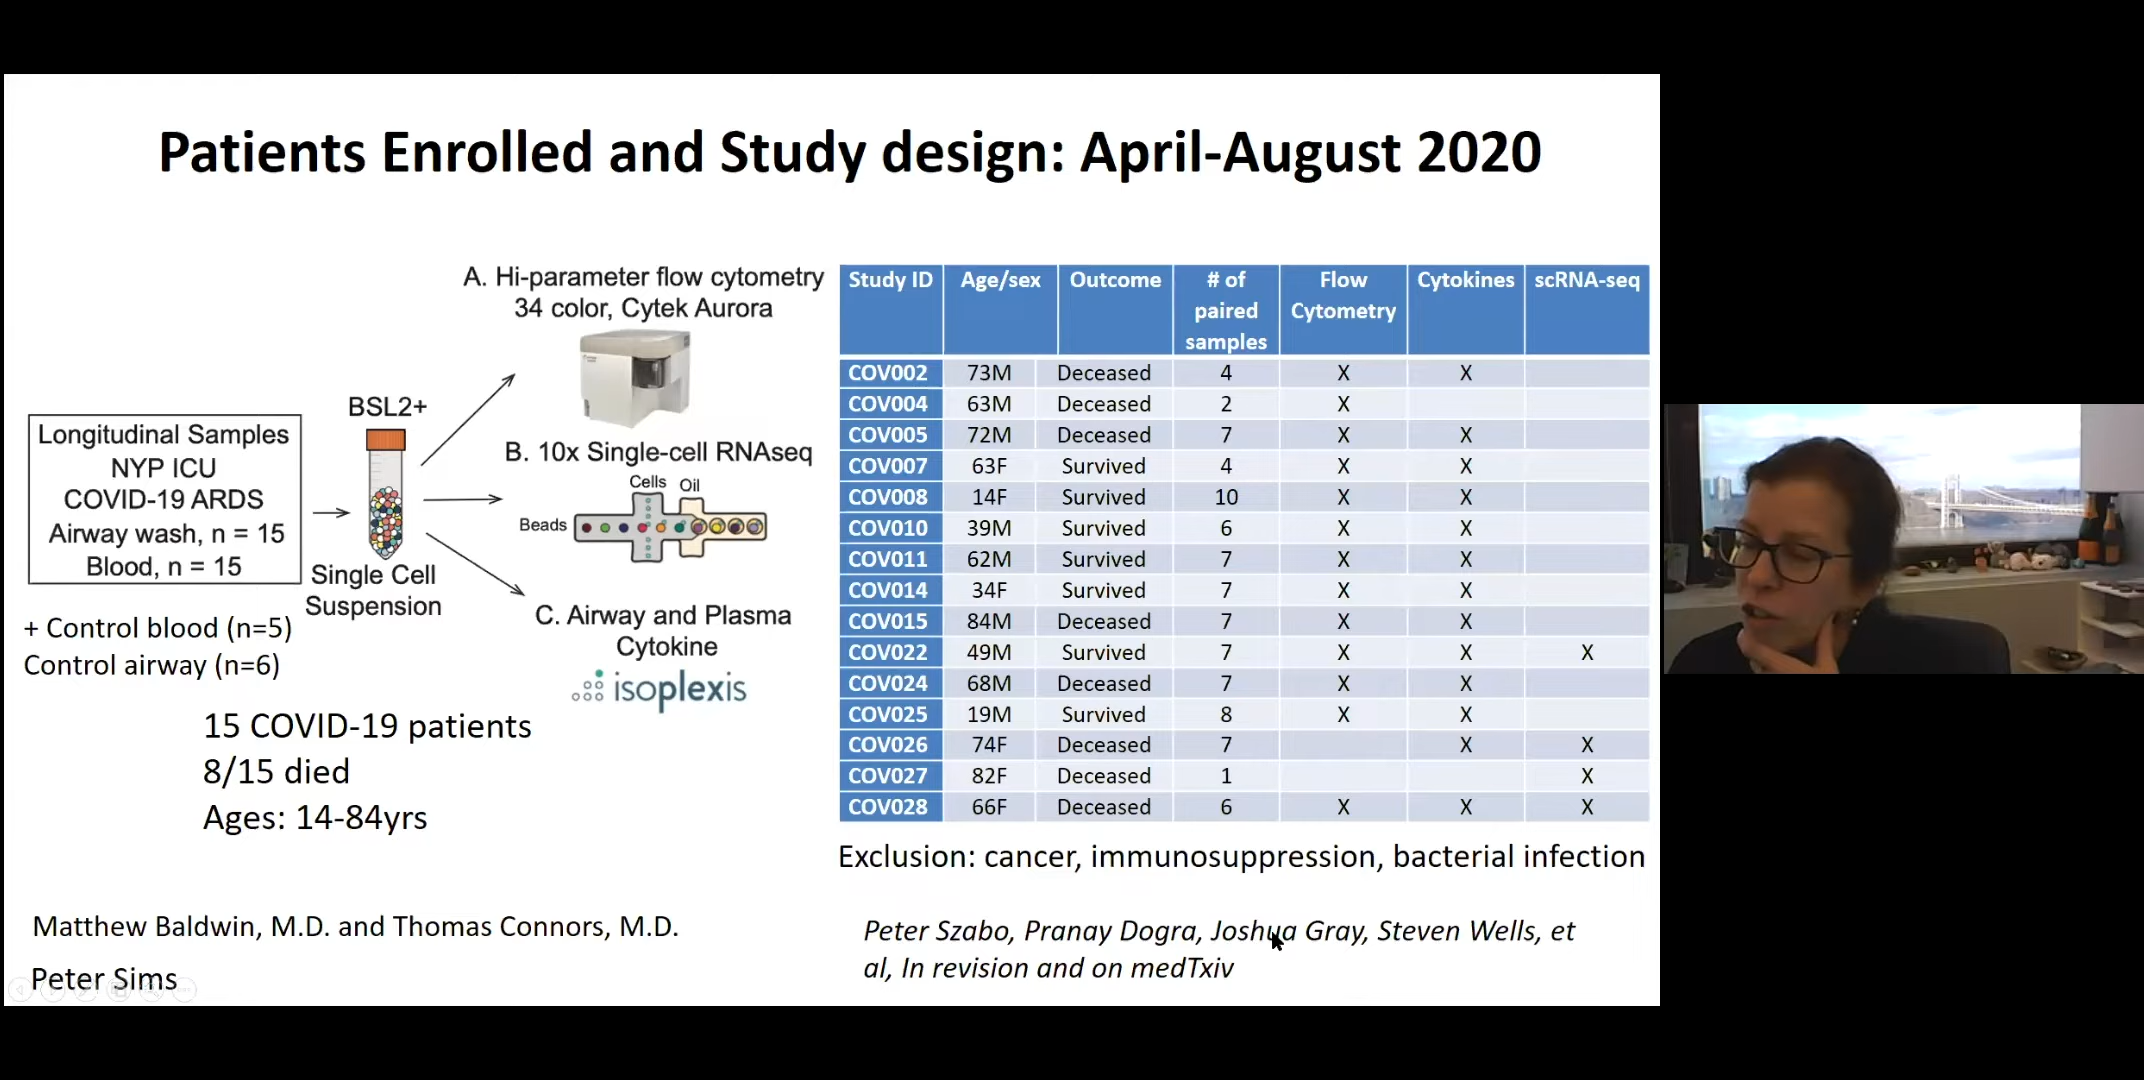 Patients Enrolled and Study design: April-August 2020
Longitudinal Samples
NYP ICU
COVID-19 ARDS
Airway wash, n = 15
Blood, n = 15
+ Control blood (n=5)
Control airway (n=6)
BSL2+
Single Cell
Suspension
A. Hi-parameter flow cytometry
34 color, Cytek Aurora
B. 10x Single-cell RNAseq
Cells Oil
Beads
C. Airway and Plasma
Cytokine
isoplexis
15 COVID-19 patients
8/15 died
Ages: 14-84yrs
Matthew Baldwin, M.D. and Thomas Connors, M.D.
Peter Sims
Study ID Age/sex Outcome # of paired samples Flow Cytometry Cytokines scRNA-seq
COV002 73M Deceased 4 X X
COV004 63M Deceased 2 X
COV005 72M Deceased 7 X X
COV007 63F Survived 4 X X
COV008 14F Survived 10 X X
COV010 39M Survived 6 X X
COV011 62M Survived 7 X X
COV014 34F Survived 7 X X
COV015 84M Deceased 7 X X
COV022 49M Survived 7 X X X
COV024 68M Deceased 7 X X
COV025 19M Survived 8 X X
COV026 74F Deceased 7 X X
COV027 82F Deceased 1 X
COV028 66F Deceased 6 X X X
Exclusion: cancer, immunosuppression, bacterial infection
Peter Szabo, Pranay Dogra, Joshua Gray, Steven Wells, et
al, In revision and on medTxiv